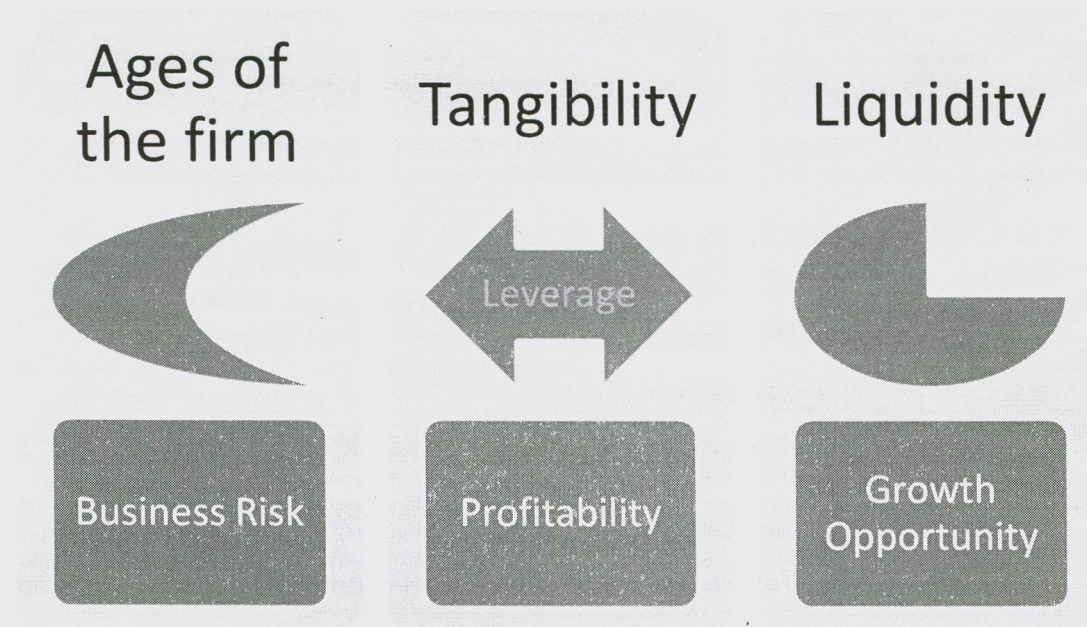 Ages of
the firm
Tangibility
Liquidity
Leverage
Business Risk
Profitability
Growth
Opportunity